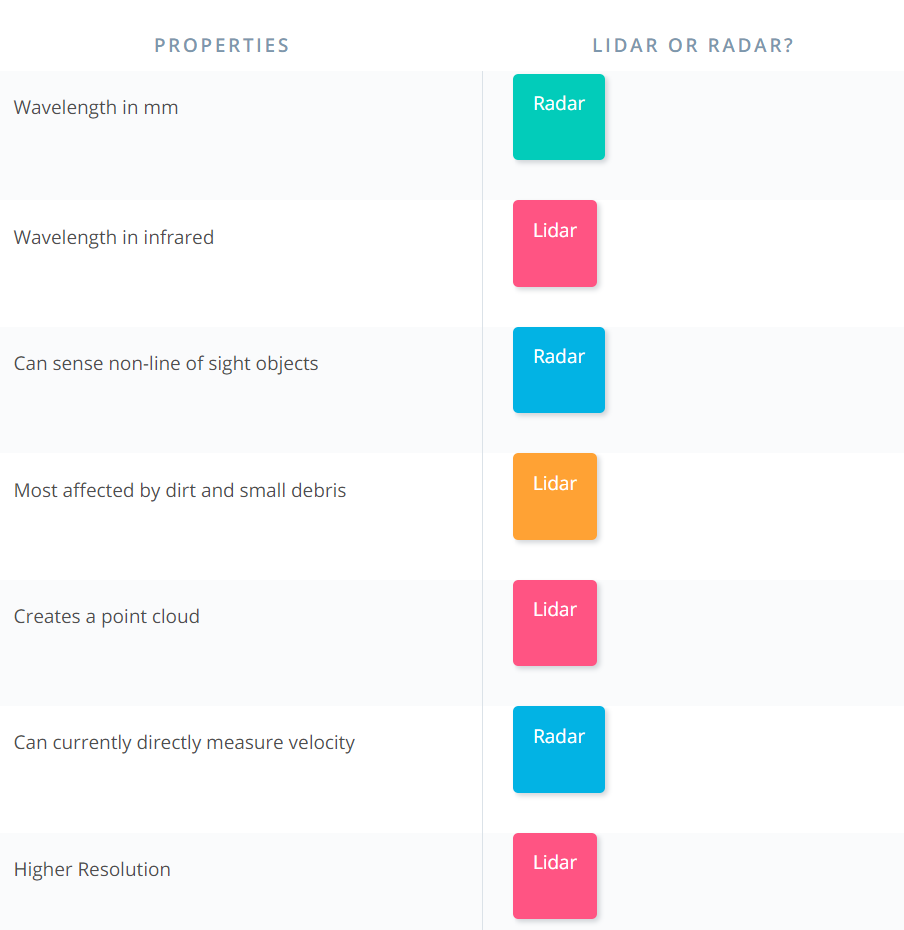 PROPERTIES
LIDAR OR RADAR?
Wavelength in mm
Radar
Wavelength in infrared
Lidar
Can sense non-line of sight objects
Radar
Most affected by dirt and small debris
Lidar
Creates a point cloud
Lidar
Can currently directly measure velocity
Radar
Higher Resolution
Lidar